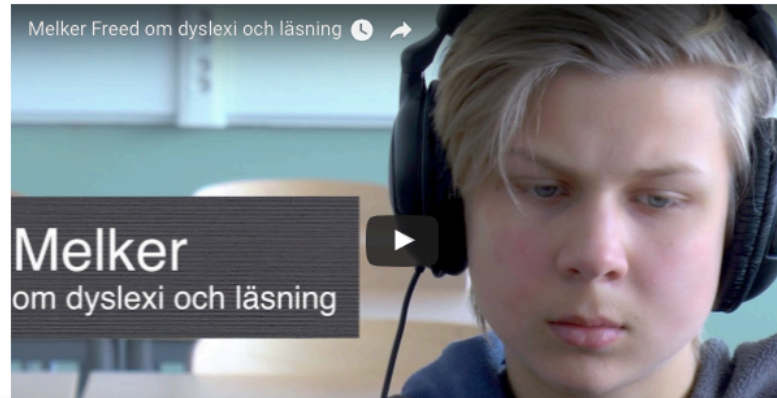 Melker Freed om dyslexi och läsning
Melker
om dyslexi och läsning